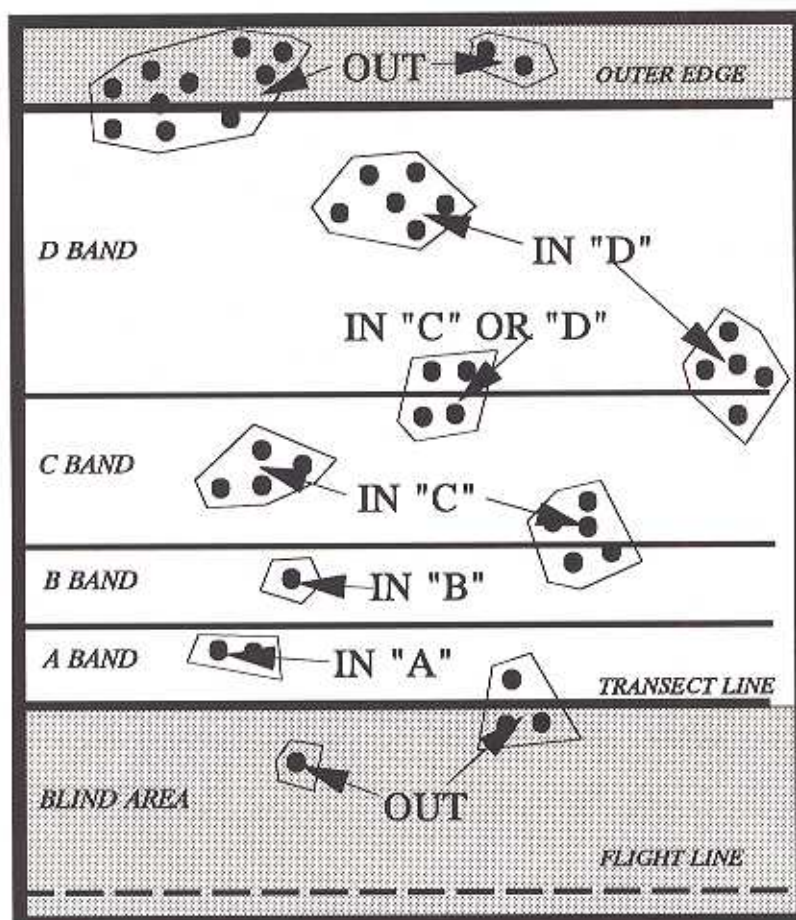 OUT
OUTER EDGE
D BAND
IN "D"
IN "C" OR "D"
C BAND
IN "C"
B BAND
IN "B"
A BAND
IN "A"
TRANSECT LINE
BLIND AREA
OUT
FLIGHT LINE